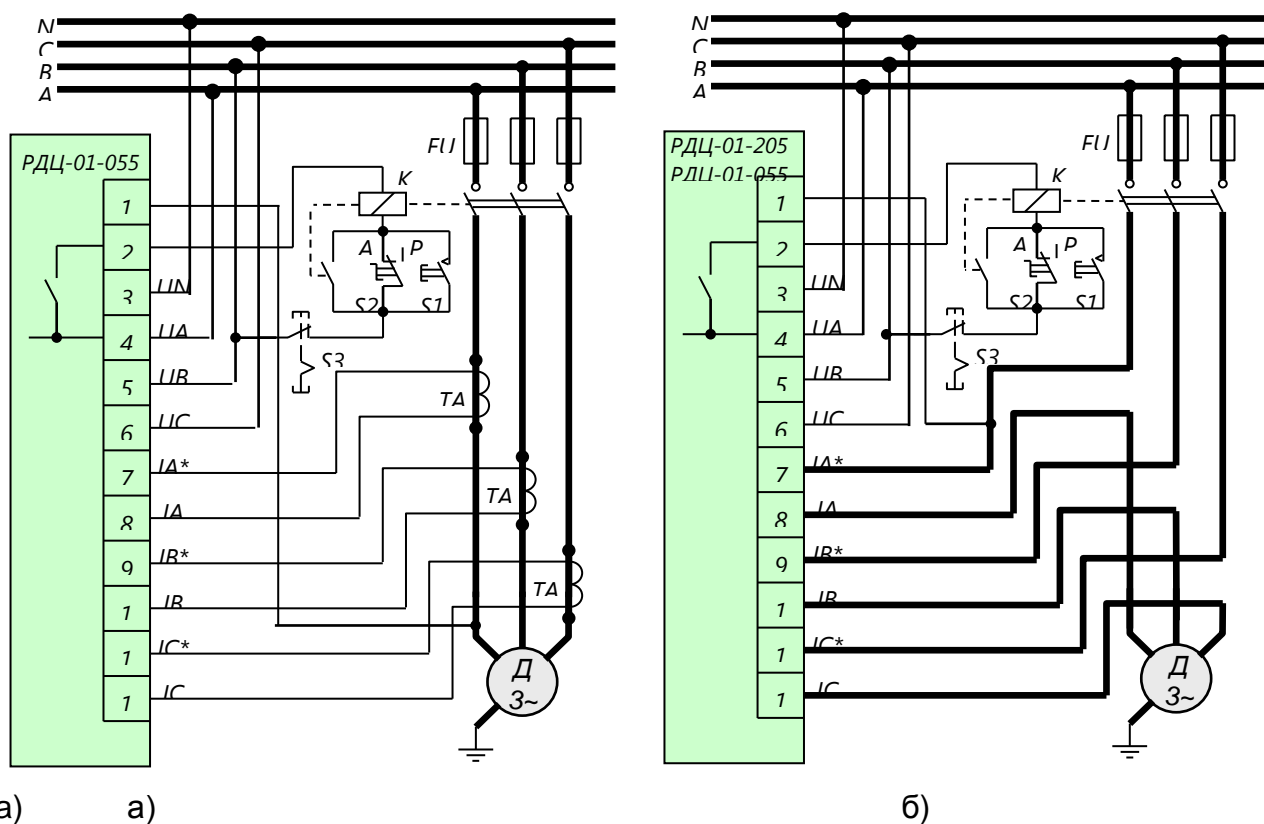 N
C
B
A
FU
РДЦ-01-055
K
1
2
A
P
3
UN
S2
S1
4
UA
S3
5
UB
TA
6
UC
7
IA*
TA
8
IA
9
IB*
TA
1
IB
1
IC*
1
IC
Д
3~
а)
а)
N
C
B
A
FU
РДЦ-01-205
РДЦ-01-055
K
1
2
A
P
3
UN
S2
S1
4
UA
S3
5
UB
6
UC
7
IA*
8
IA
9
IB*
1
IB
1
IC*
1
IC
Д
3~
б)